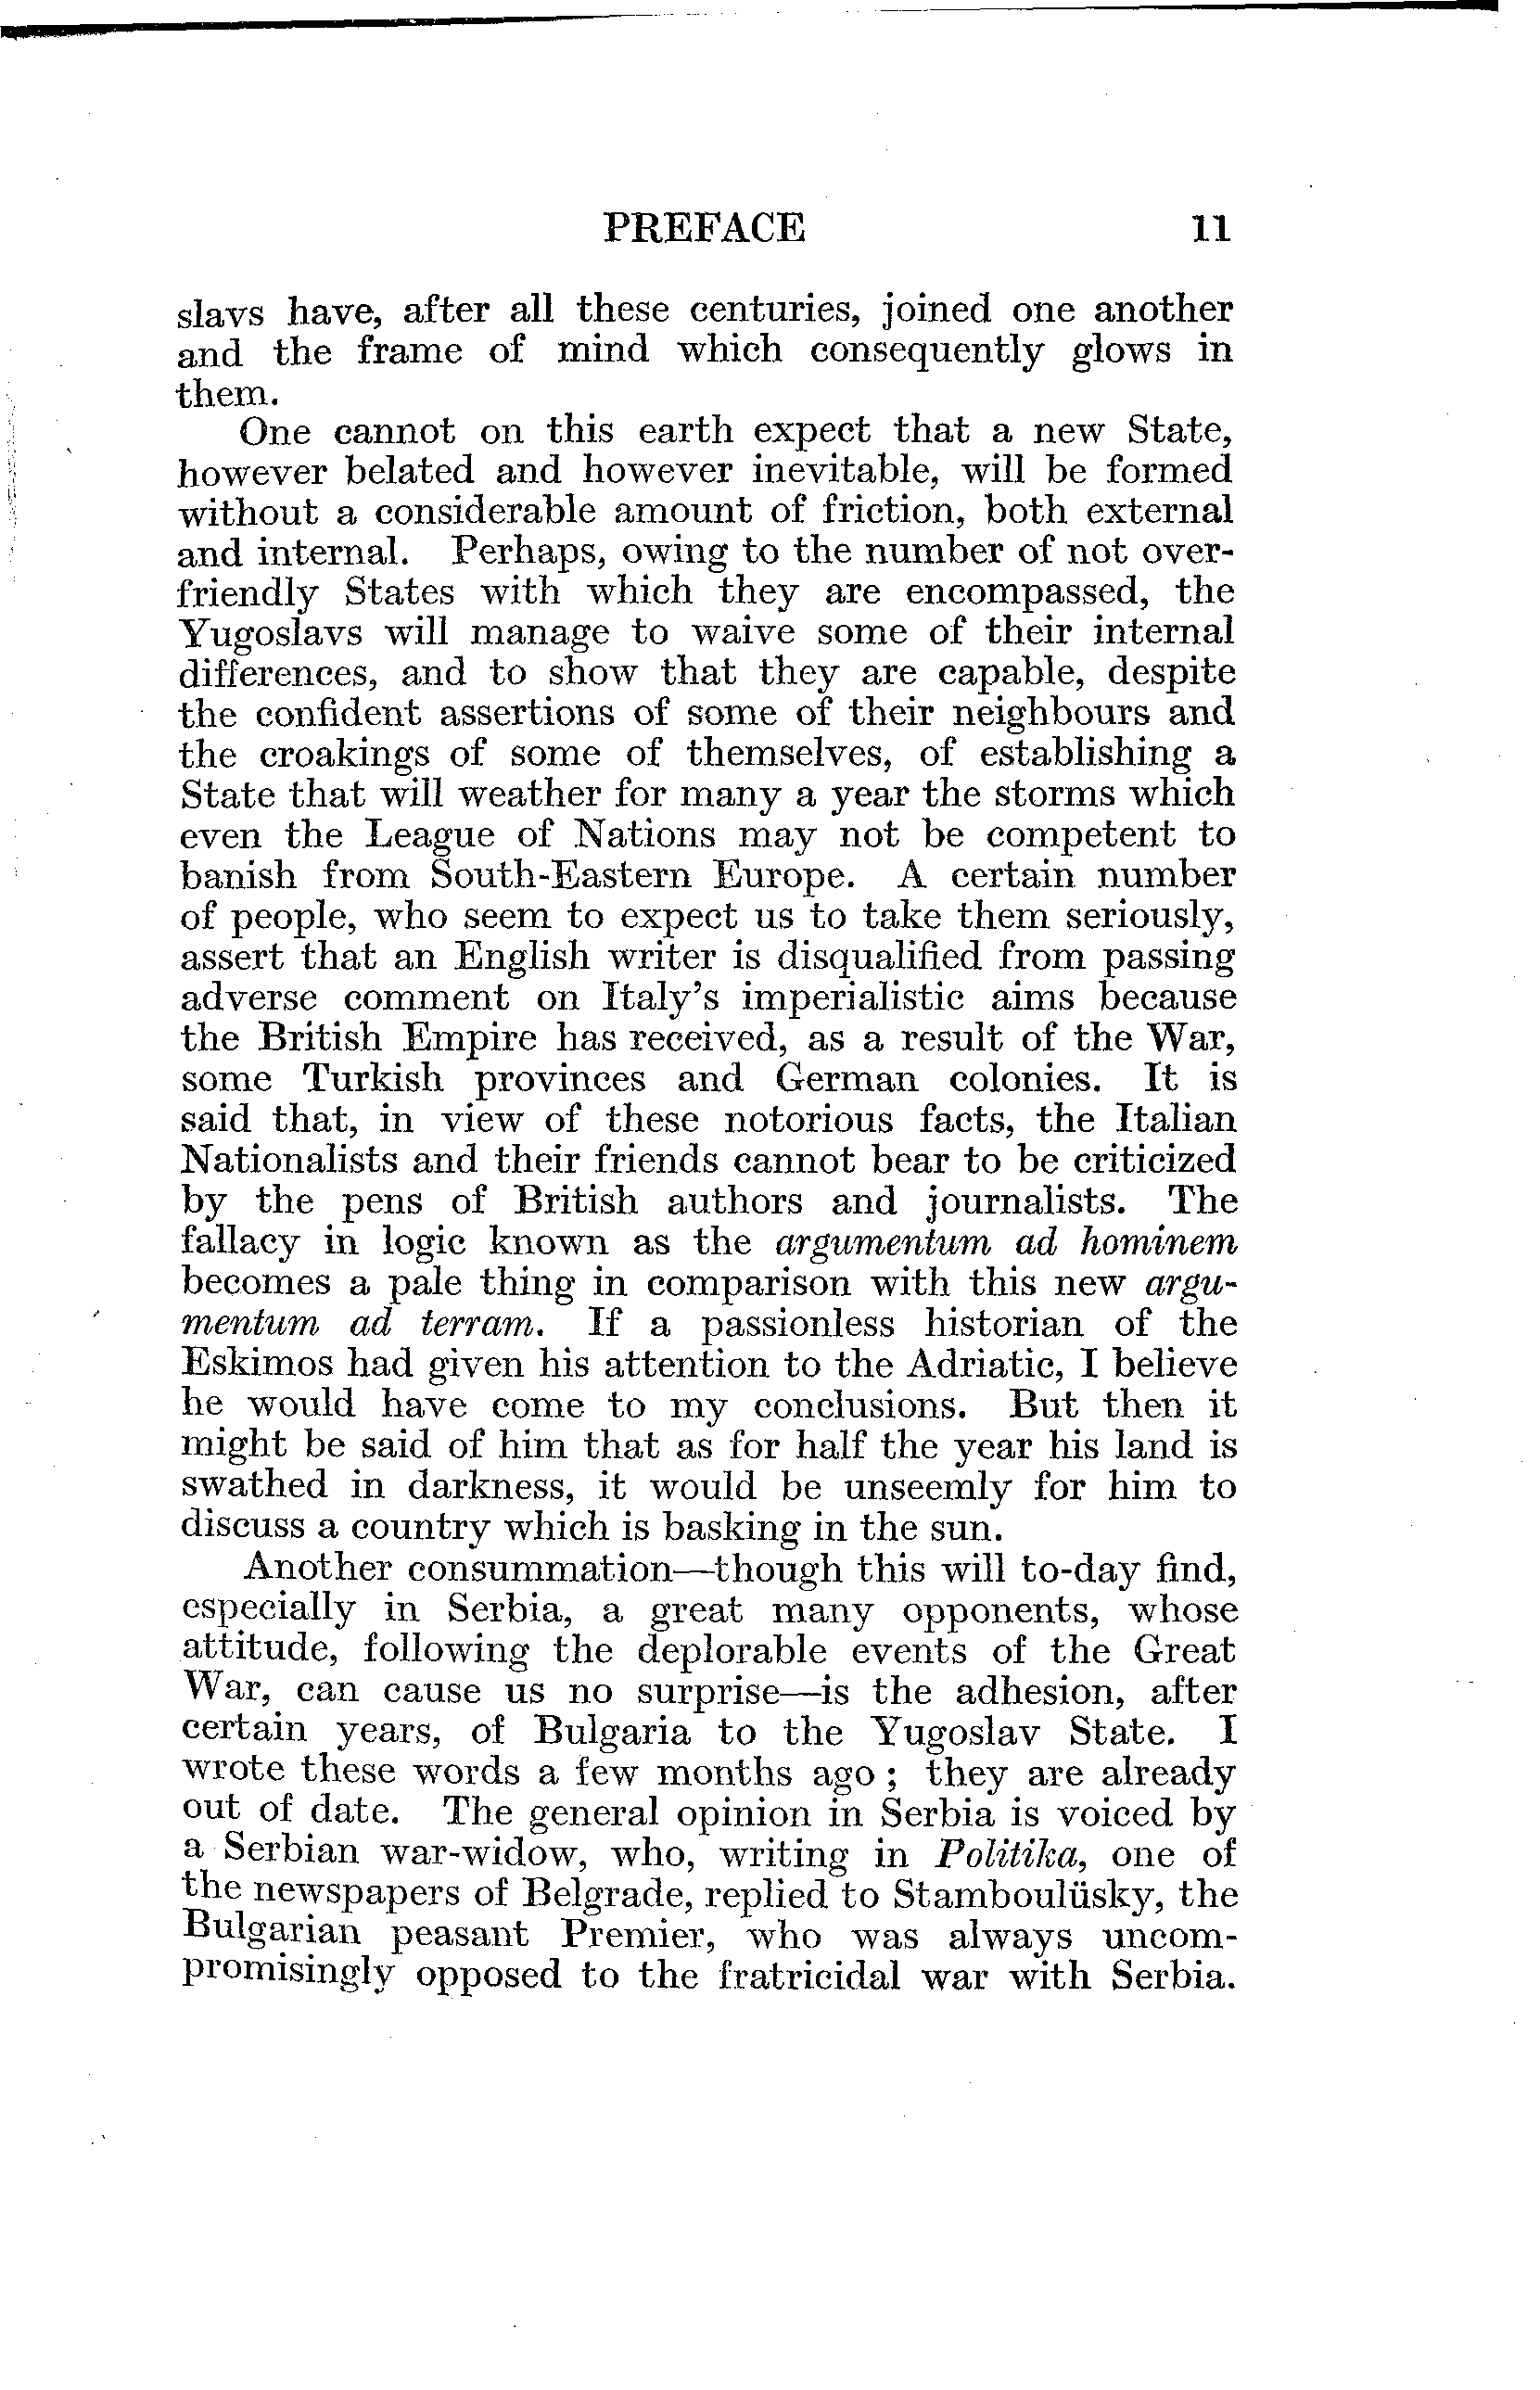 PREFACE 11
slavs have, after all these centuries, joined one another
and the frame of mind which consequently glows in
them.
One cannot on this earth expect that a new State,
however belated and however inevitable, will be formed
without a considerable amount of friction, both external
and internal. Perhaps, owing to the number of not over-
friendly States with which they are encompassed, the
Yugoslavs will manage to waive some of their internal
differences, and to show that they are capable, despite
the confident assertions of some of their neighbours and
the croakings of some of themselves, of establishing a
State that will weather for many a year the storms which
even the League of Nations may not be competent to
banish from South-Eastern Europe. A certain number
of people, who seem to expect us to take them seriously,
assert that an English writer is disqualified from passing
adverse comment on Italy's imperialistic aims because
the British Empire has received, as a result of the War,
some Turkish provinces and German colonies. It is
said that, in view of these notorious facts, the Italian
Nationalists and their friends cannot bear to be criticized
by the pens of British authors and journalists. The
fallacy in logic known as the argumentum ad hominem
becomes a pale thing in comparison with this new argu-
mentum ad terram. If a passionless historian of the
Eskimos had given his attention to the Adriatic, I believe
he would have come to my conclusions. But then it
might be said of him that as for half the year his land is
swathed in darkness, it would be unseemly for him to
discuss a country which is basking in the sun.
Another consummation—though this will to-day find,
especially in Serbia, a great many opponents, whose
attitude, following the deplorable events of the Great
War, can cause us no surprise—is the adhesion, after
certain years, of Bulgaria to the Yugoslav State. I
wrote these words a few months ago ; they are already
out of date. The general opinion in Serbia is voiced by
a Serbian war-widow, who, writing in Politika, one of
the newspapers of Belgrade, replied to Stamboulüsky, the
Bulgarian peasant Premier, who was always uncom-
promisingly opposed to the fratricidal war with Serbia.